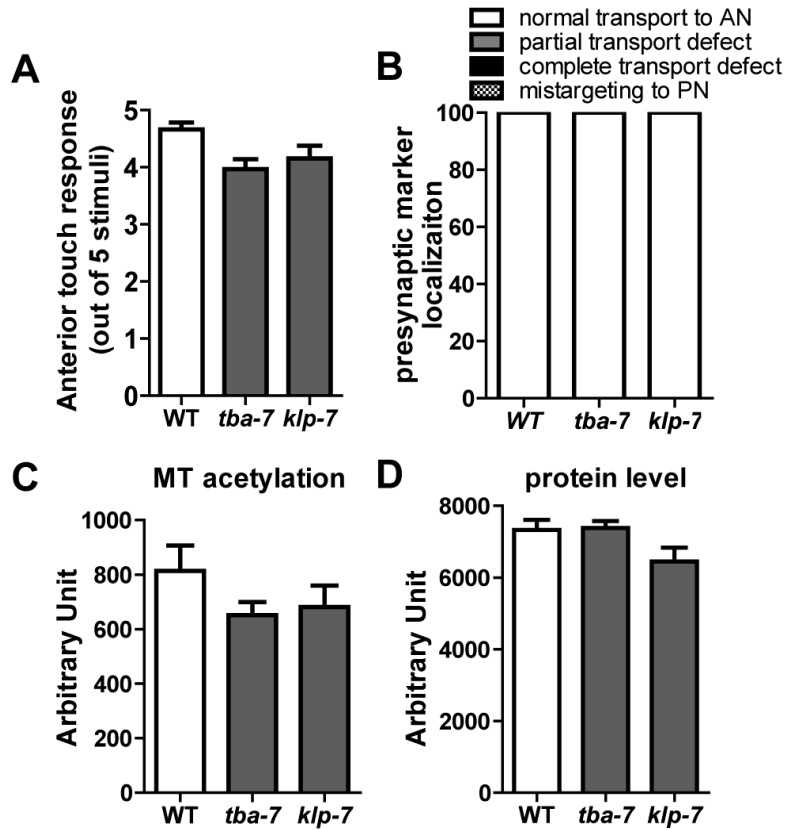 normal transport to AN
partial transport defect
complete transport defect
mistargeting to PN
A
Anterior touch response
(out of 5 stimuli)
5
4
3
2
1
0
WT tba-7 klp-7
B
presynaptic marker
localizaiton
100
80
60
40
20
0
WT tba-7 klp-7
C
MT acetylation
Arbitrary Unit
1000
800
600
400
200
0
WT tba-7 klp-7
D
protein level
Arbitrary Unit
8000
6000
4000
2000
0
WT tba-7 klp-7